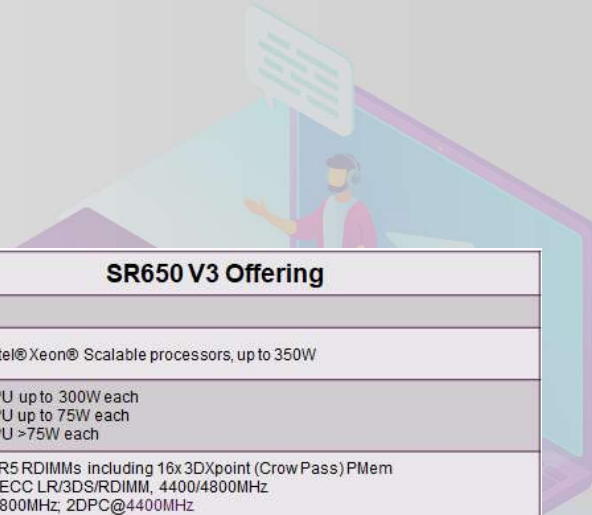 SR650 V3 Offering
tel® Xeon® Scalable processors, up to 350W
U up to 300W each
U up to 75W each
U >75W each
R5 RDIMMs including 16x 3DXpoint (Crow Pass) PMem
ECC LR/3DS/RDIMM, 4400/4800MHz
800MHz; 2DPC@4400MHz